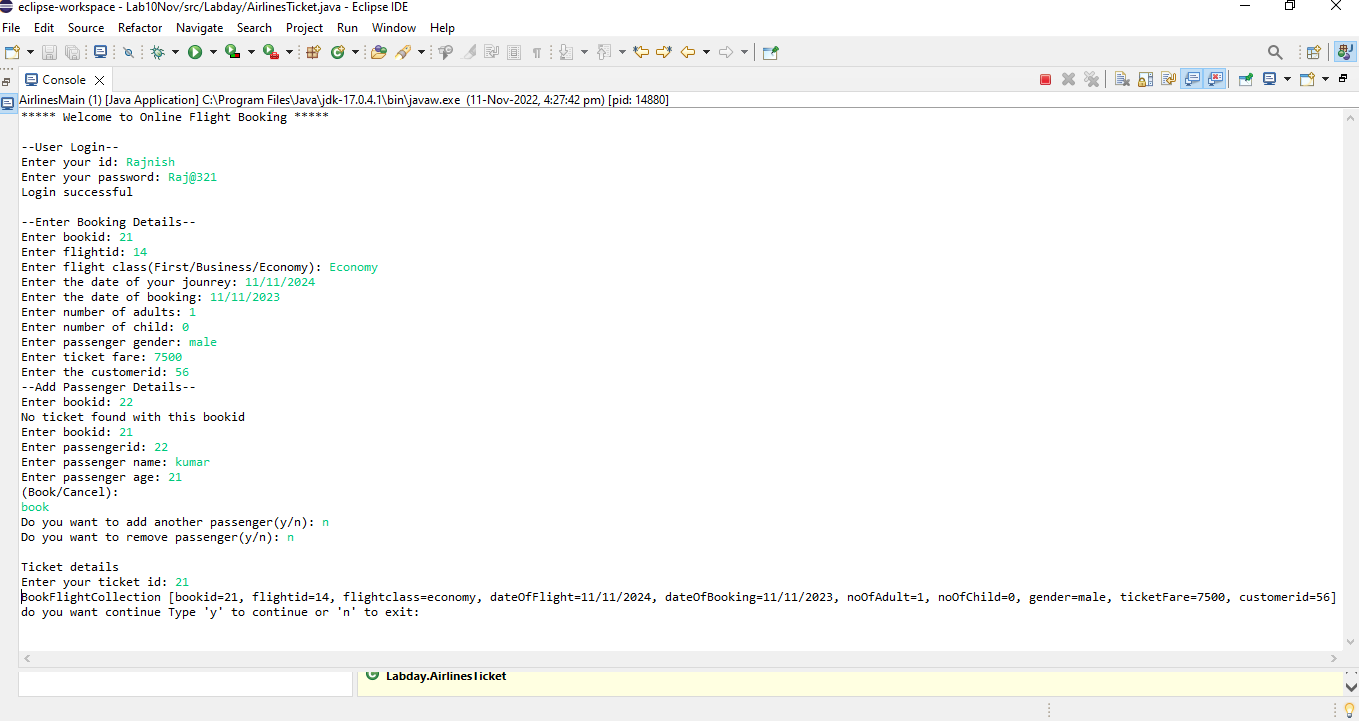 eclipse-workspace - Lab10Nov/src/Labday/AirlinesTicket.java - Eclipse IDE
File Edit Source Refactor Navigate Search Project Run Window Help
Console
AirlinesMain (1) [Java Application] C:\Program Files\Java\jdk-17.0.4.1\bin\javaw.exe (11-Nov-2022, 4:27:42 pm) [pid: 14880]
***** Welcome to Online Flight Booking *****
--User Login--
Enter your id: Rajnish
Enter your password: Raj@321
Login successful
--Enter Booking Details--
Enter bookid: 21
Enter flightid: 14
Enter flight class(First/Business/Economy): Economy
Enter the date of your jounrey: 11/11/2024
Enter the date of booking: 11/11/2023
Enter number of adults: 1
Enter number of child: 0
Enter passenger gender: male
Enter ticket fare: 7500
Enter the customerid: 56
--Add Passenger Details--
Enter bookid: 22
No ticket found with this bookid
Enter bookid: 21
Enter passengerid: 22
Enter passenger name: kumar
Enter passenger age: 21
(Book/Cancel):
book
Do you want to add another passenger(y/n): n
Do you want to remove passenger(y/n): n
Ticket details
Enter your ticket id: 21
BookFlightCollection [bookid=21, flightid=14, flightclass=economy, dateOfFlight=11/11/2024, dateOfBooking=11/11/2023, noOfAdult=1, noOfChild=0, gender=male, ticketFare=7500, customerid=56]
do you want continue Type 'y' to continue or 'n' to exit:
Labday.AirlinesTicket